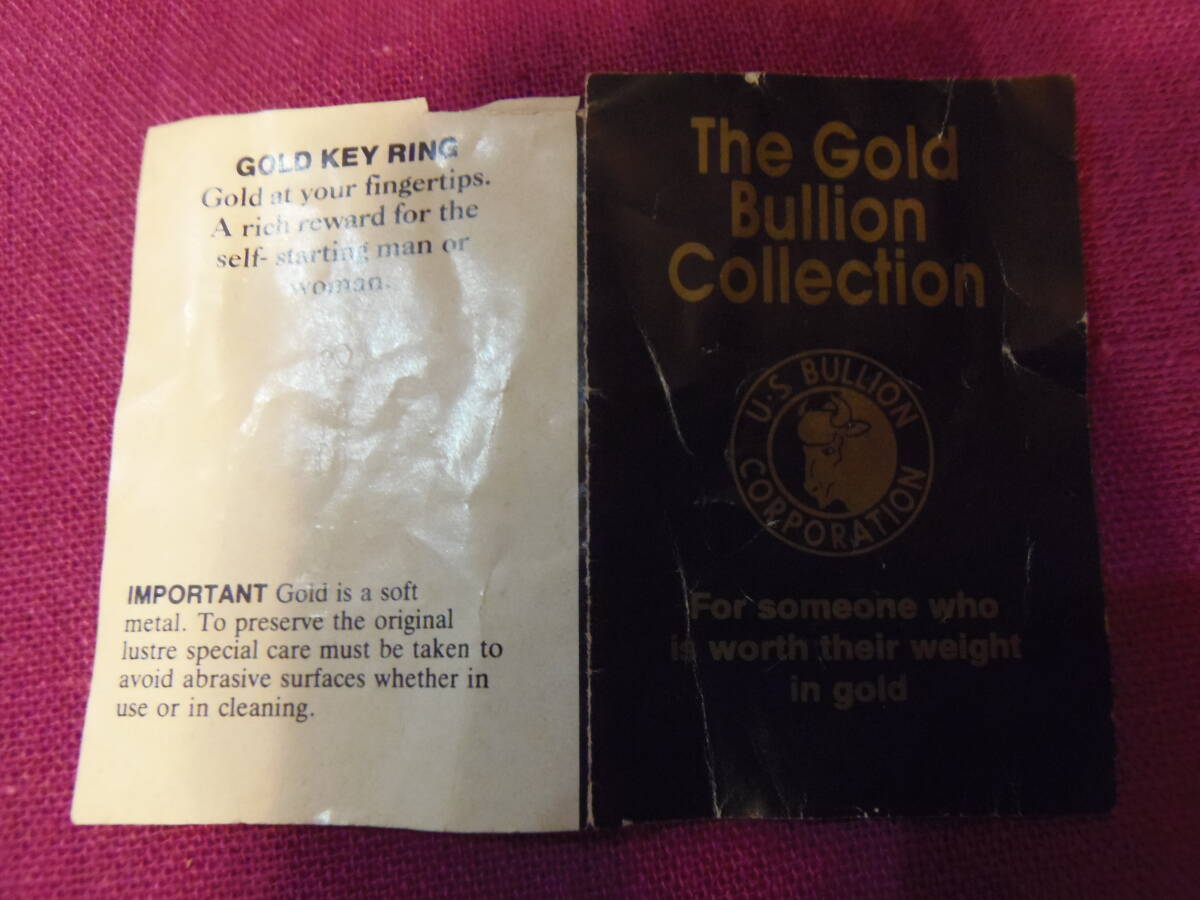 GOLD KEY RING
Gold at your fingertips.
A rich reward for the
self- starting man or
woman.
IMPORTANT Gold is a soft
metal. To preserve the original
lustre special care must be taken to
avoid abrasive surfaces whether in
use or in cleaning.
The Gold
Bullion
Collection
U·S BULLION
CORPORATION
For someone who
is worth their weight
in gold